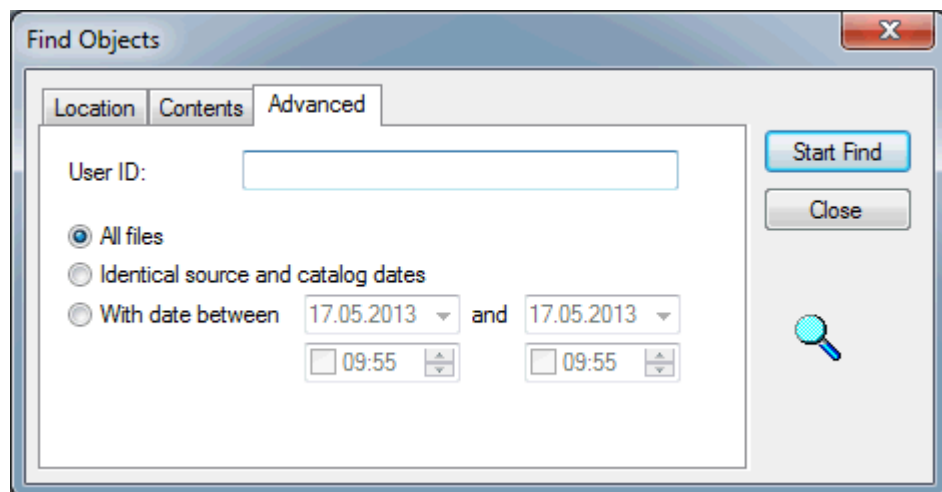 Find Objects
Location Contents Advanced
User ID:
Start Find
Close
All files
Identical source and catalog dates
With date between 17.05.2013 and 17.05.2013
09:55 09:55